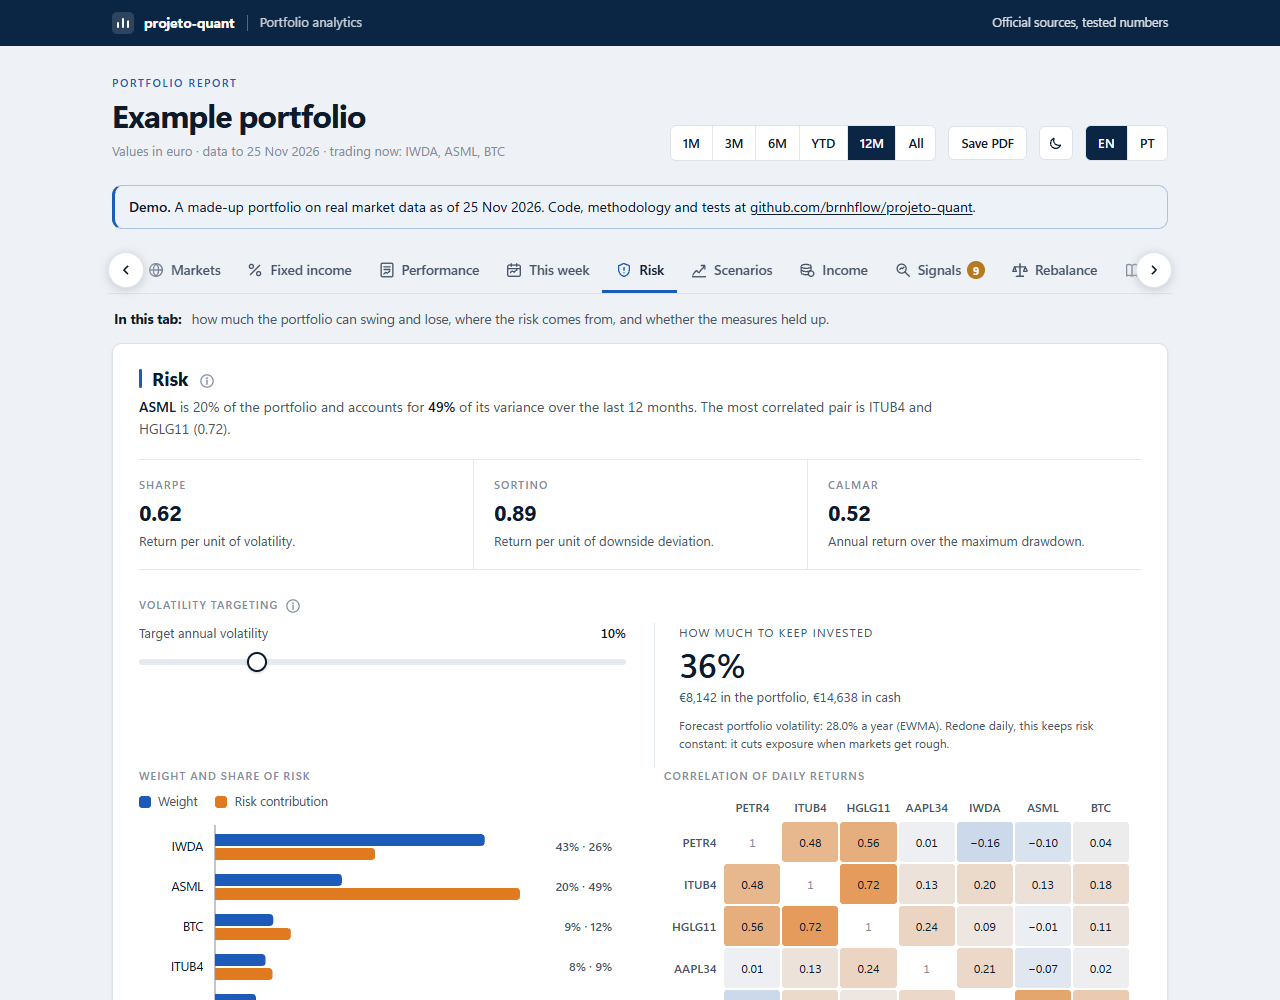 projeto-quant
Portfolio analytics
Official sources, tested numbers
PORTFOLIO REPORT
Example portfolio
Values in euro · data to 25 Nov 2026 · trading now: IWDA, ASML, BTC
1M 3M 6M YTD 12M All
Save PDF
EN PT
Demo. A made-up portfolio on real market data as of 25 Nov 2026. Code, methodology and tests at github.com/brnhflow/projeto-quant.
Markets Fixed income Performance This week Risk Scenarios Income Signals 9 Rebalance
In this tab: how much the portfolio can swing and lose, where the risk comes from, and whether the measures held up.
Risk
ASML is 20% of the portfolio and accounts for 49% of its variance over the last 12 months. The most correlated pair is ITUB4 and
HGLG11 (0.72).
SHARPE
0.62
Return per unit of volatility.
SORTINO
0.89
Return per unit of downside deviation.
CALMAR
0.52
Annual return over the maximum drawdown.
VOLATILITY TARGETING
Target annual volatility 10%
HOW MUCH TO KEEP INVESTED
36%
€8,142 in the portfolio, €14,638 in cash
Forecast portfolio volatility: 28.0% a year (EWMA). Redone daily, this keeps risk
constant: it cuts exposure when markets get rough.
WEIGHT AND SHARE OF RISK
Weight Risk contribution
IWDA 43% · 26%
ASML 20% · 49%
BTC 9% · 12%
ITUB4 8% · 9%
CORRELATION OF DAILY RETURNS
PETR4 ITUB4 HGLG11 AAPL34 IWDA ASML BTC
PETR4 1 0.48 0.56 0.01 −0.16 −0.10 0.04
ITUB4 0.48 1 0.72 0.13 0.20 0.13 0.18
HGLG11 0.56 0.72 1 0.24 0.09 −0.01 0.11
AAPL34 0.01 0.13 0.24 1 0.21 −0.07 0.02